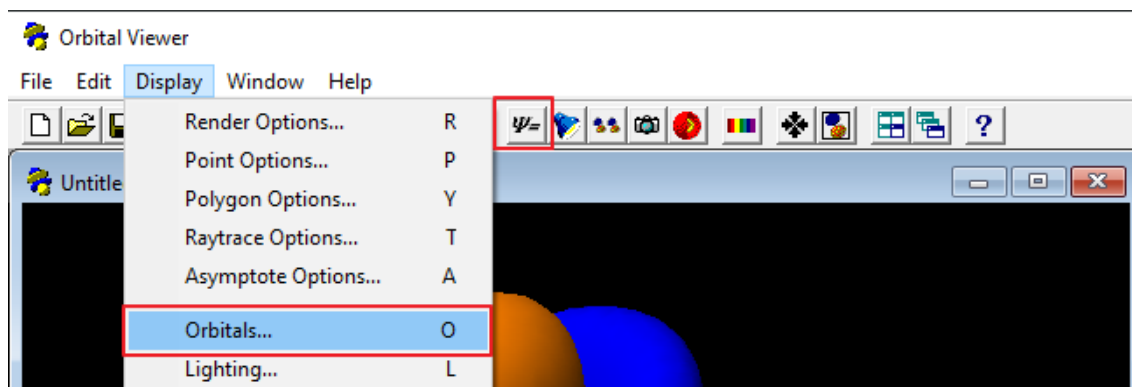 Orbital Viewer
File Edit Display Window Help
Ψ=
?
Render Options... R
Point Options... P
Untitle
Polygon Options... Y
Raytrace Options... T
Asymptote Options... A
Orbitals... O
Lighting... L